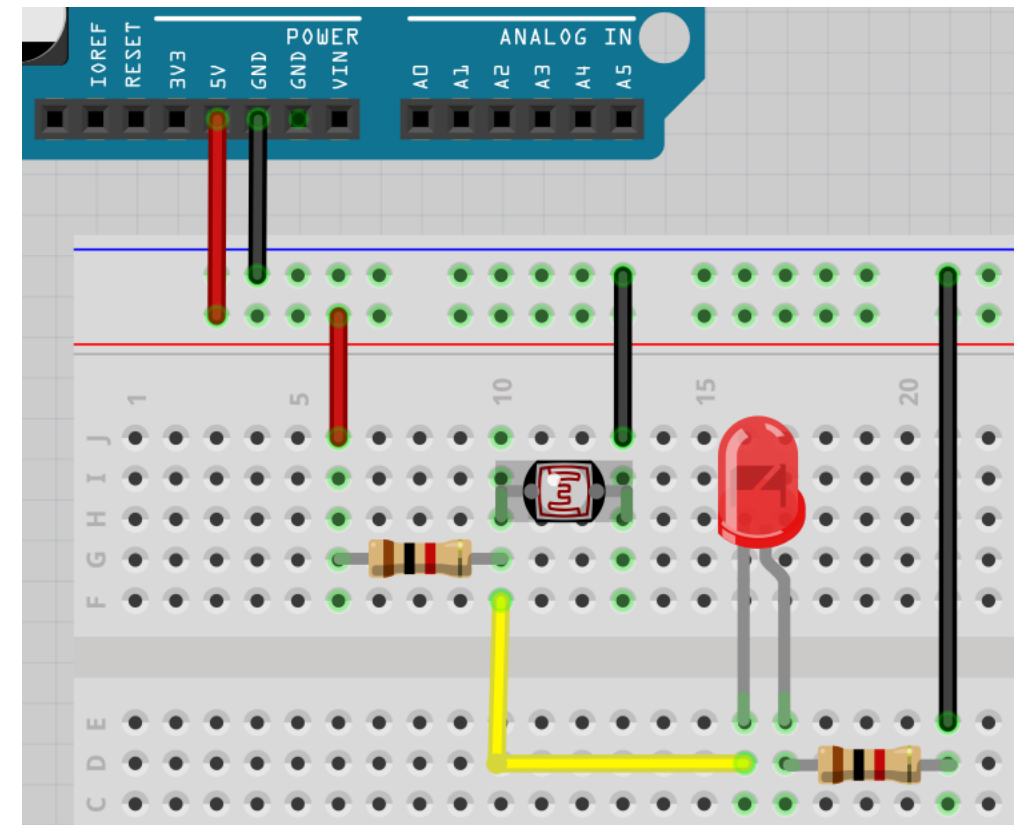 POWER
ANALOG IN
IOREF
RESET
3V3
5V
GND
GND
VIN
A0
A1
A2
A3
A4
A5
1
5
10
15
20
J
I
H
G
F
E
D
C